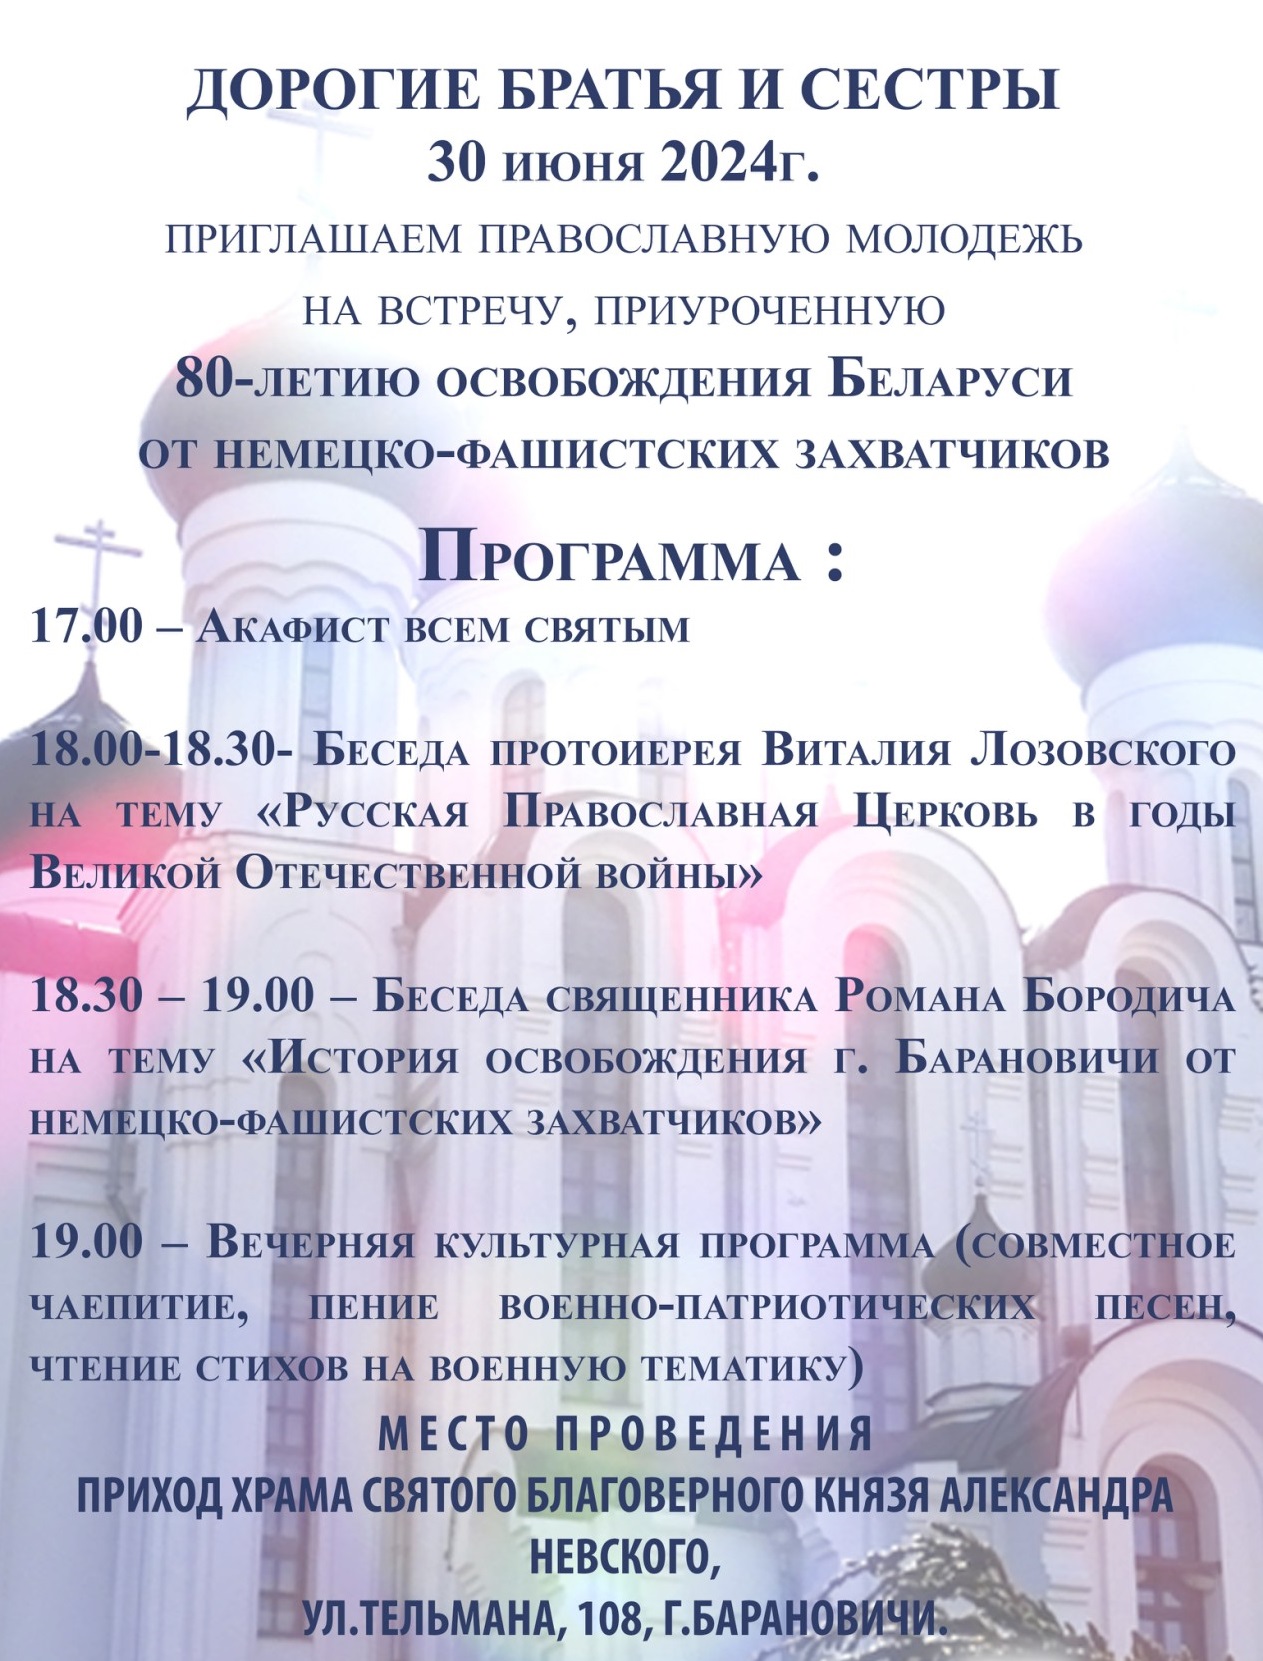 ДОРОГИЕ БРАТЬЯ И СЕСТРЫ
30 ИЮНЯ 2024Г.
ПРИГЛАШАЕМ ПРАВОСЛАВНУЮ МОЛОДЕЖЬ
НА ВСТРЕЧУ, ПРИУРОЧЕННУЮ
80-ЛЕТИЮ ОСВОБОЖДЕНИЯ БЕЛАРУСИ
ОТ НЕМЕЦКО-ФАШИСТСКИХ ЗАХВАТЧИКОВ
ПРОГРАММА :
17.00 – АКАФИСТ ВСЕМ СВЯТЫМ
18.00-18.30- БЕСЕДА ПРОТОИЕРЕЯ ВИТАЛИЯ ЛОЗОВСКОГО
НА ТЕМУ «РУССКАЯ ПРАВОСЛАВНАЯ ЦЕРКОВЬ В ГОДЫ
ВЕЛИКОЙ ОТЕЧЕСТВЕННОЙ ВОЙНЫ»
18.30 – 19.00 – БЕСЕДА СВЯЩЕННИКА РОМАНА БОРОДИЧА
НА ТЕМУ «ИСТОРИЯ ОСВОБОЖДЕНИЯ Г. БАРАНОВИЧИ ОТ
НЕМЕЦКО-ФАШИСТСКИХ ЗАХВАТЧИКОВ»
19.00 – ВЕЧЕРНЯЯ КУЛЬТУРНАЯ ПРОГРАММА (СОВМЕСТНОЕ
ЧАЕПИТИЕ, ПЕНИЕ ВОЕННО-ПАТРИОТИЧЕСКИХ ПЕСЕН,
ЧТЕНИЕ СТИХОВ НА ВОЕННУЮ ТЕМАТИКУ)
МЕСТО ПРОВЕДЕНИЯ
ПРИХОД ХРАМА СВЯТОГО БЛАГОВЕРНОГО КНЯЗЯ АЛЕКСАНДРА
НЕВСКОГО,
УЛ.ТЕЛЬМАНА, 108, Г.БАРАНОВИЧИ.